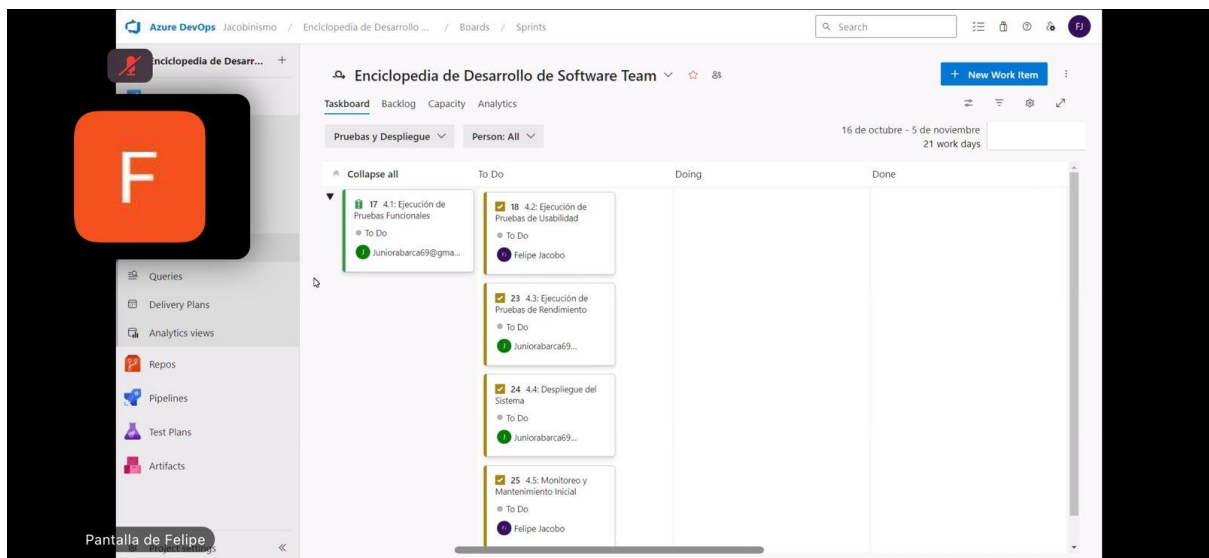 Azure DevOps Jacobinismo / Enciclopedia de Desarrollo ... / Boards / Sprints
Search
FJ
Enciclopedia de Desarr... +
F
Queries
Delivery Plans
Analytics views
Repos
Pipelines
Test Plans
Artifacts
Project settings
Pantalla de Felipe
Enciclopedia de Desarrollo de Software Team
+ New Work Item
Taskboard Backlog Capacity Analytics
Pruebas y Despliegue Person: All
16 de octubre - 5 de noviembre
21 work days
Collapse all To Do Doing Done
17 4.1: Ejecución de
Pruebas Funcionales
To Do
J Juniorabarca69@gma...
18 4.2: Ejecución de
Pruebas de Usabilidad
To Do
FJ Felipe Jacobo
23 4.3: Ejecución de
Pruebas de Rendimiento
To Do
J Juniorabarca69...
24 4.4: Despliegue del
Sistema
To Do
J Juniorabarca69...
25 4.5: Monitoreo y
Mantenimiento Inicial
To Do
FJ Felipe Jacobo